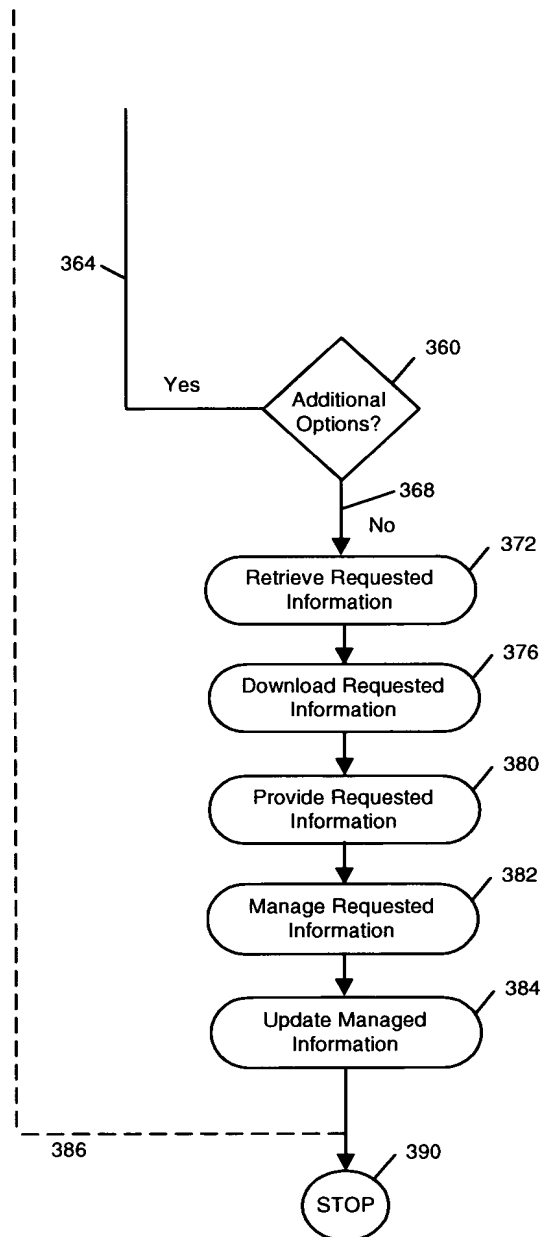 364
360
Yes
Additional
Options?
368
No
372
Retrieve Requested
Information
376
Download Requested
Information
380
Provide Requested
Information
382
Manage Requested
Information
384
Update Managed
Information
386
390
STOP